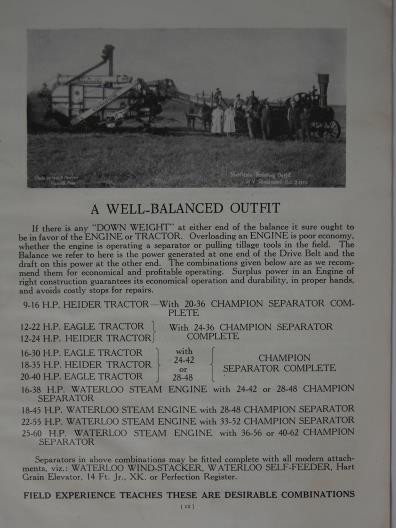 A WELL-BALANCED OUTFIT
If there is any "DOWN WEIGHT" at either end of the balance it sure ought to
be in favor of the ENGINE or TRACTOR. Overloading an ENGINE is poor economy,
whether the engine is operating a separator or pulling tillage tools in the field. The
Balance we refer to here is the power generated at one end of the Drive Belt and the
draft on this power at the other end. The combinations given below are as we recom-
mend them for economical and profitable operating. Surplus power in an Engine of
right construction guarantees its economical operation and durability, in proper hands,
and avoids costly stops for repairs.
9-16 H.P. HEIDER TRACTOR—With 20-36 CHAMPION SEPARATOR COM-
PLETE
12-22 H.P. EAGLE TRACTOR
12-24 H.P. HEIDER TRACTOR
With 24-36 CHAMPION SEPARATOR
COMPLETE
16-30 H.P. EAGLE TRACTOR
18-35 H.P. HEIDER TRACTOR
20-40 H.P. EAGLE TRACTOR
with
24-42
or
28-48
CHAMPION
SEPARATOR COMPLETE
16-38 H.P. WATERLOO STEAM ENGINE with 24-42 or 28-48 CHAMPION
SEPARATOR
18-45 H.P. WATERLOO STEAM ENGINE with 28-48 CHAMPION SEPARATOR
22-55 H.P. WATERLOO STEAM ENGINE with 33-52 CHAMPION SEPARATOR
25-60 H.P. WATERLOO STEAM ENGINE with 36-56 or 40-62 CHAMPION
SEPARATOR
Separators in above combinations may be fitted complete with all modern attach-
ments, viz.: WATERLOO WIND-STACKER, WATERLOO SELF-FEEDER, Hart
Grain Elevator, 14 Ft. Jr., XK. or Perfection Register.
FIELD EXPERIENCE TEACHES THESE ARE DESIRABLE COMBINATIONS